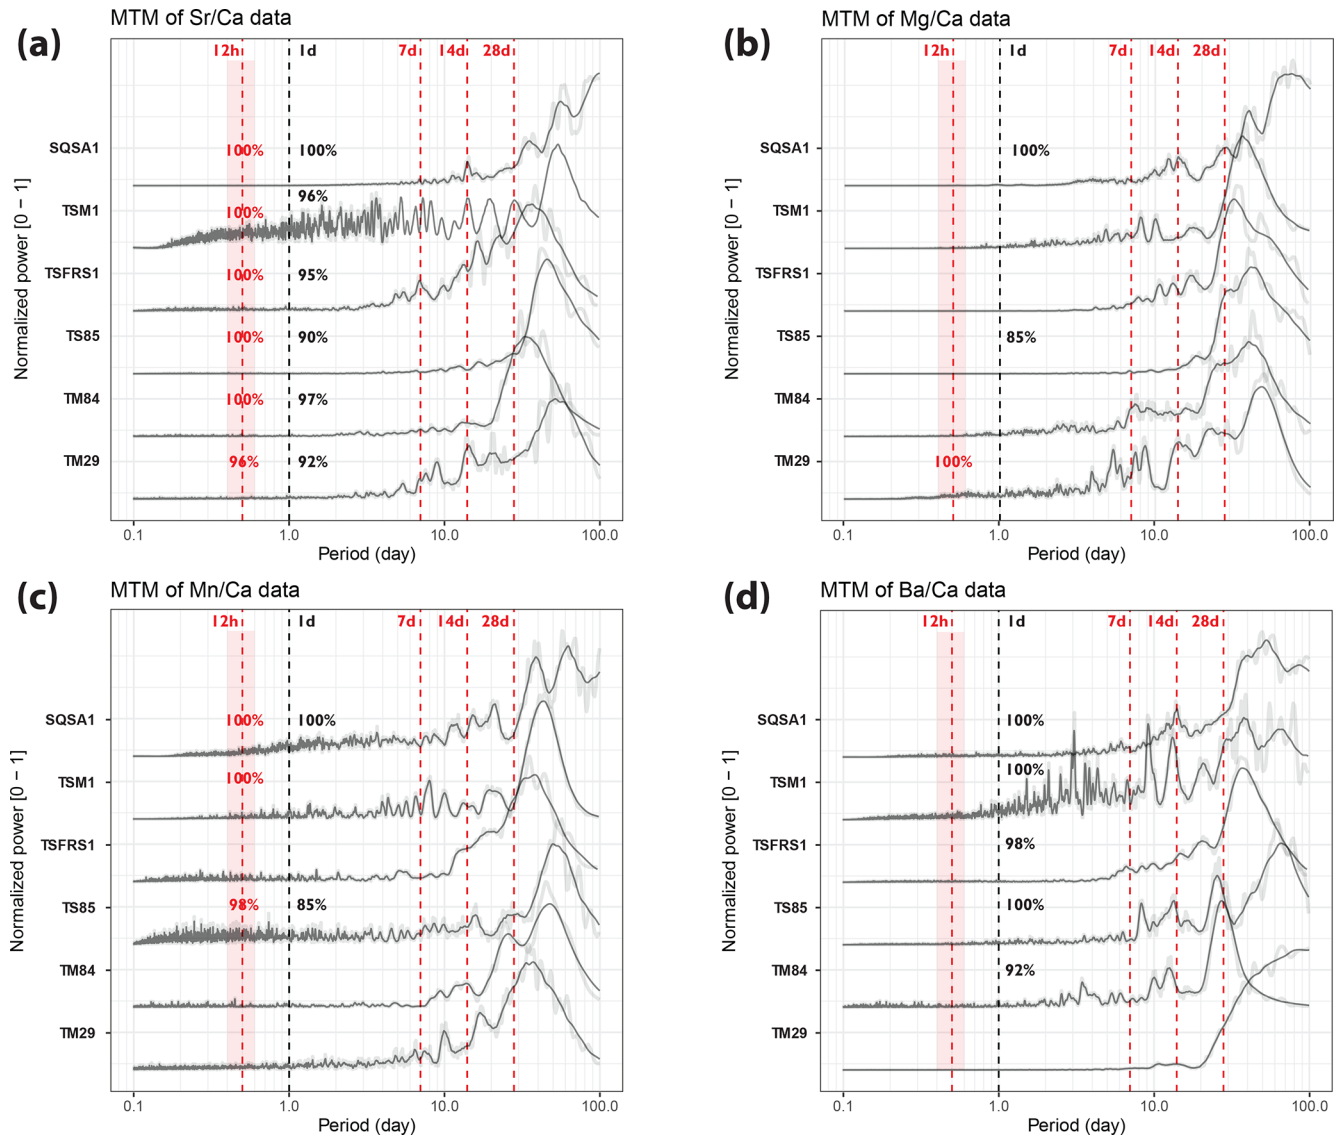 (a)
MTM of Sr/Ca data
12h 1d 7d 14d 28d
SQSA1 100% 100%
96%
TSM1 100%
TSFRS1 100% 95%
TS85 100% 90%
TM84 100% 97%
TM29 96% 92%
Normalized power [0 − 1]
0.1 1.0 10.0 100.0
Period (day)
(b)
MTM of Mg/Ca data
12h 1d 7d 14d 28d
SQSA1 100%
TSM1
TSFRS1
TS85 85%
TM84
TM29 100%
Normalized power [0 − 1]
0.1 1.0 10.0 100.0
Period (day)
(c)
MTM of Mn/Ca data
12h 1d 7d 14d 28d
SQSA1 100% 100%
TSM1 100%
TSFRS1
TS85 98% 85%
TM84
TM29
Normalized power [0 − 1]
0.1 1.0 10.0 100.0
Period (day)
(d)
MTM of Ba/Ca data
12h 1d 7d 14d 28d
SQSA1 100%
100%
TSM1
TSFRS1 98%
TS85 100%
TM84 92%
TM29
Normalized power [0 − 1]
0.1 1.0 10.0 100.0
Period (day)